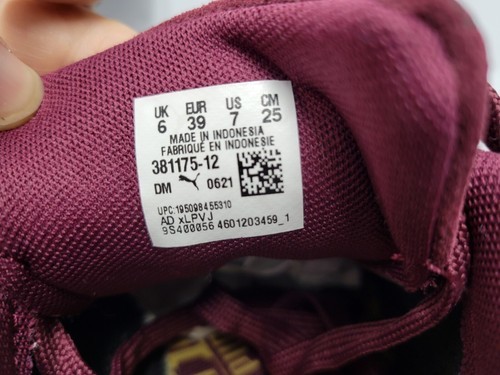 UK EUR US CM
6 39 7 25
MADE IN INDONESIA
FABRIQUÉ EN INDONESIE
381175-12
DM 0621
UPC:195098455310
AD xLPVJ
9S400056 4601203459_1